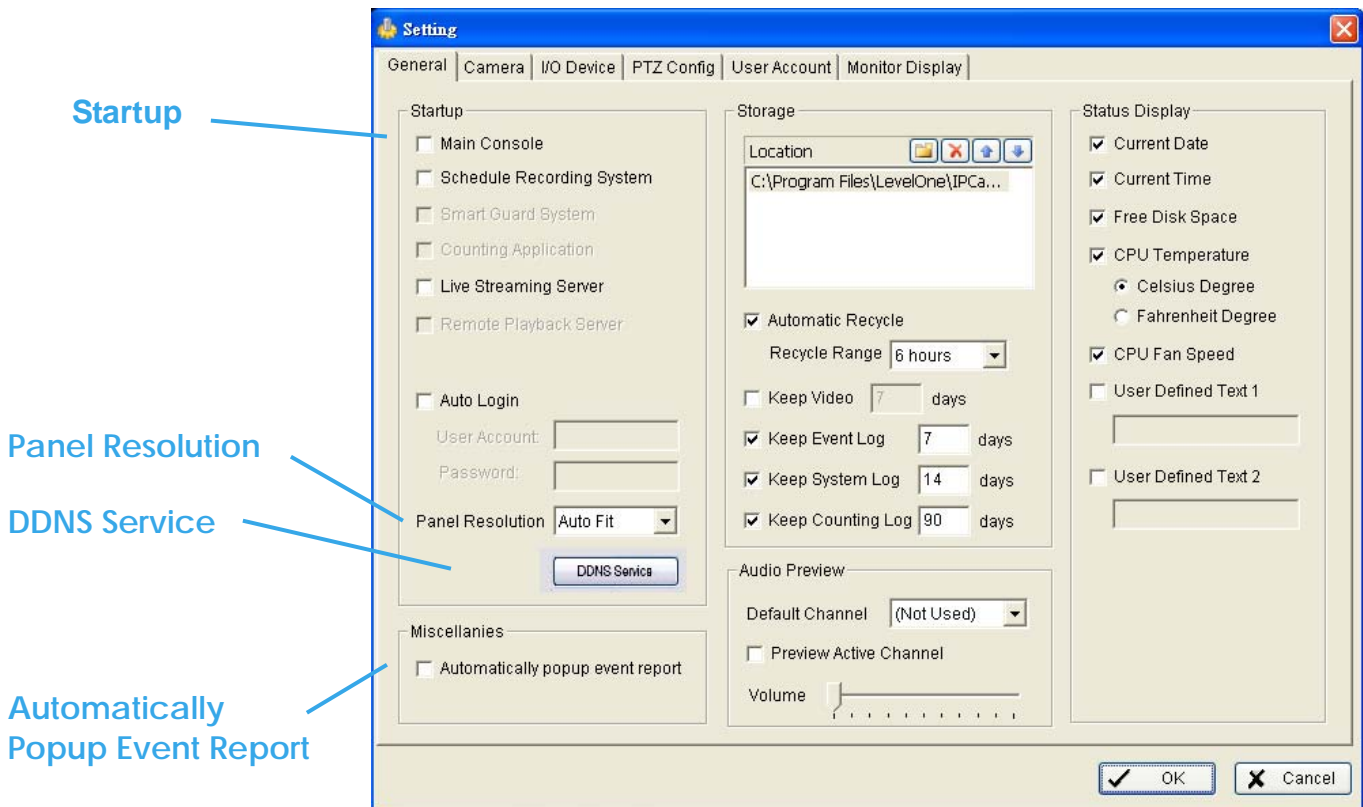 Setting
General Camera I/O Device PTZ Config User Account Monitor Display
Startup
Panel Resolution
DDNS Service
Automatically
Popup Event Report
Startup
Main Console
Schedule Recording System
Smart Guard System
Counting Application
Live Streaming Server
Remote Playback Server
Auto Login
User Account:
Password:
Panel Resolution Auto Fit
DDNS Service
Miscellanies
Automatically popup event report
Storage
Location
C:\Program Files\LevelOne\IPCa...
Automatic Recycle
Recycle Range 6 hours
Keep Video 7 days
Keep Event Log 7 days
Keep System Log 14 days
Keep Counting Log 90 days
Audio Preview
Default Channel (Not Used)
Preview Active Channel
Volume
Status Display
Current Date
Current Time
Free Disk Space
CPU Temperature
Celsius Degree
Fahrenheit Degree
CPU Fan Speed
User Defined Text 1
User Defined Text 2
OK Cancel